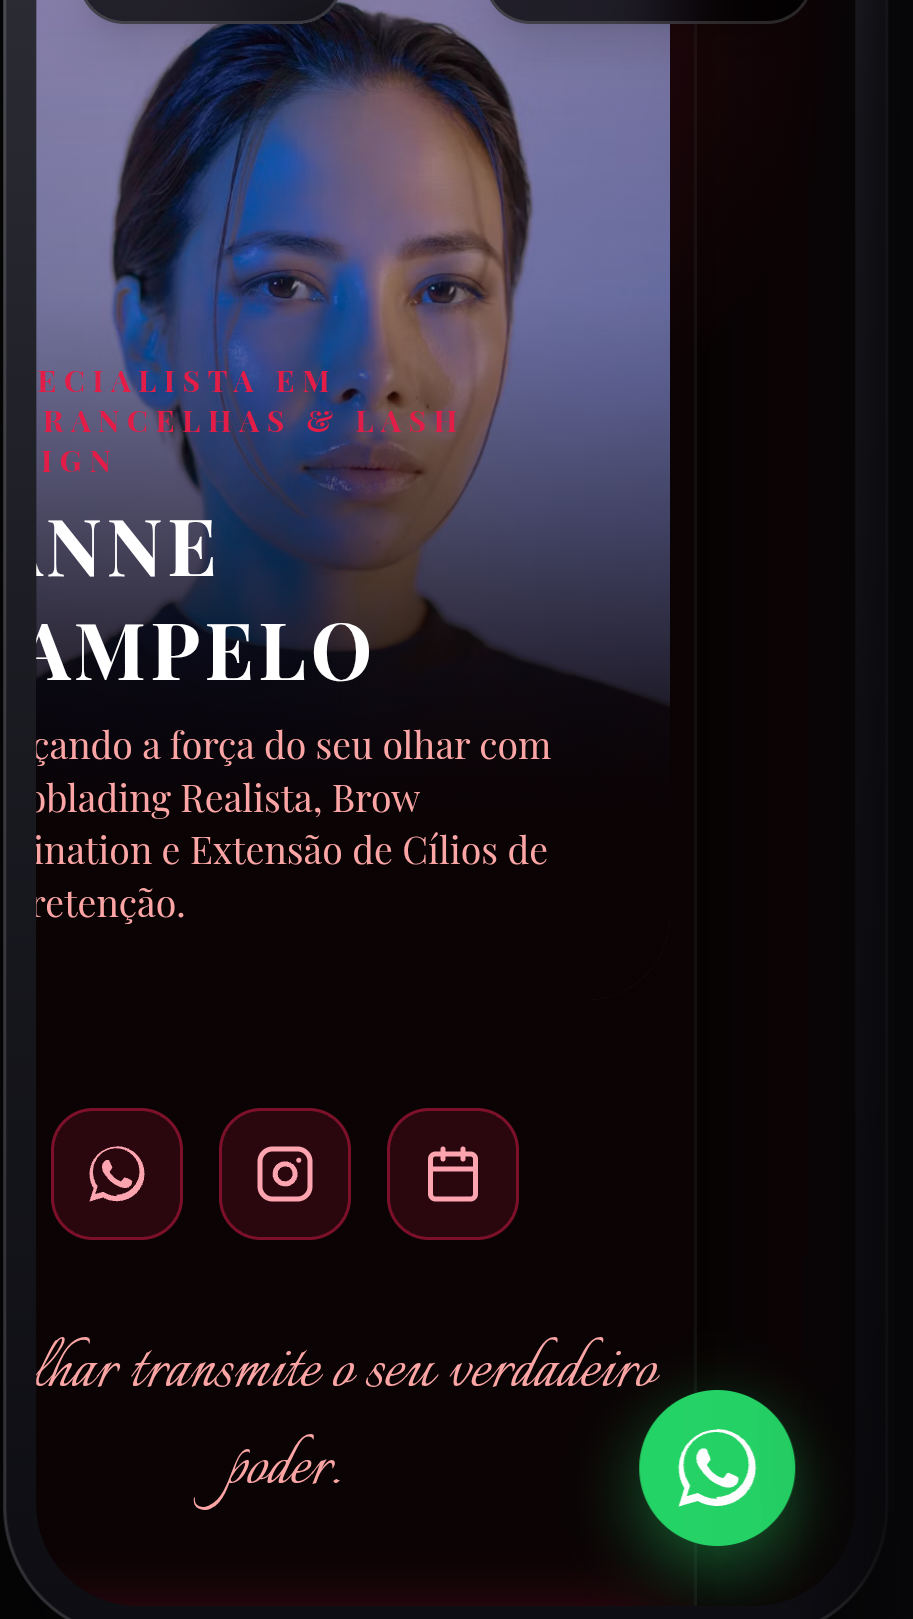 ECIALISTA EM
RANCELHAS & LASH
IGN
ANNE
AMPELO
çando a força do seu olhar com
oblading Realista, Brow
ination e Extensão de Cílios de
retenção.
lhar transmite o seu verdadeiro
poder.